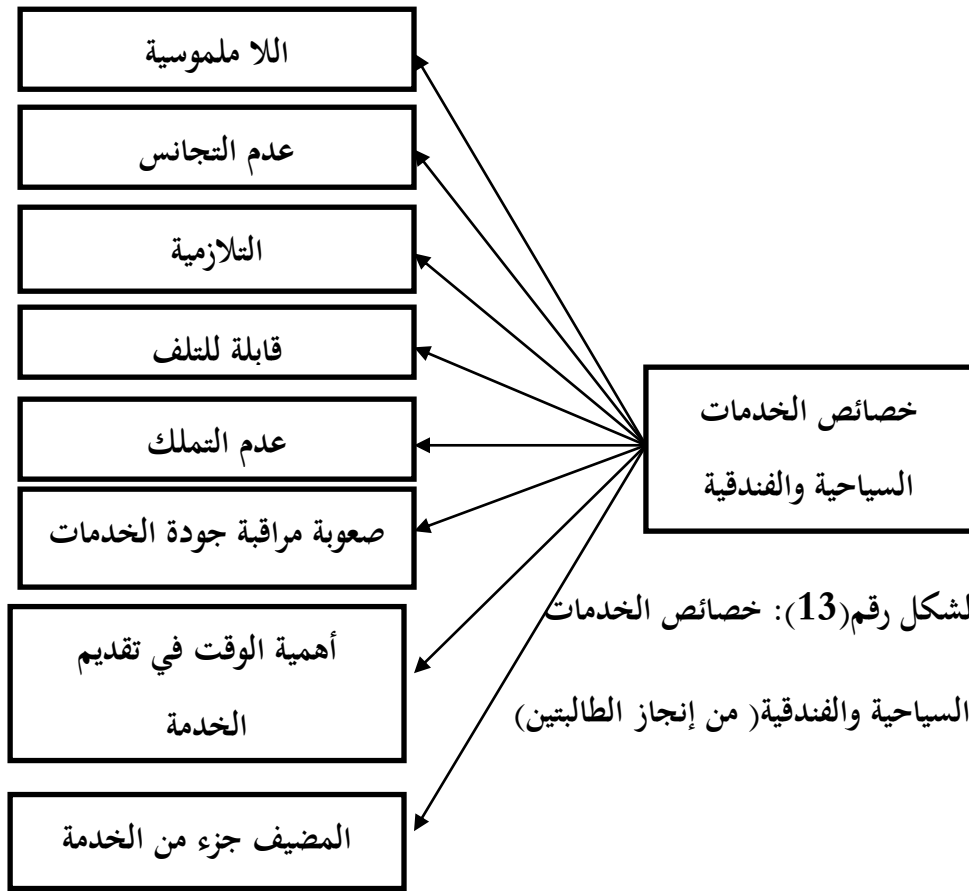 اللا ملموسية
عدم التجانس
التلازمية
قابلة للتلف
عدم التملك
صعوبة مراقبة جودة الخدمات
أهمية الوقت في تقديم
الخدمة
المضيف جزء من الخدمة
خصائص الخدمات
السياحية والفندقية
لشكل رقم(13): خصائص الخدمات
السياحية والفندقية( من إنجاز الطالبتين)